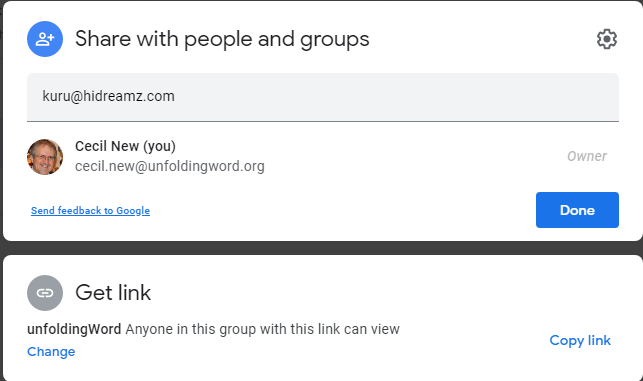 Share with people and groups
kuru@hidreamz.com
Cecil New (you)
cecil.new@unfoldingword.org
Owner
Send feedback to Google
Done
Get link
unfoldingWord Anyone in this group with this link can view
Change
Copy link